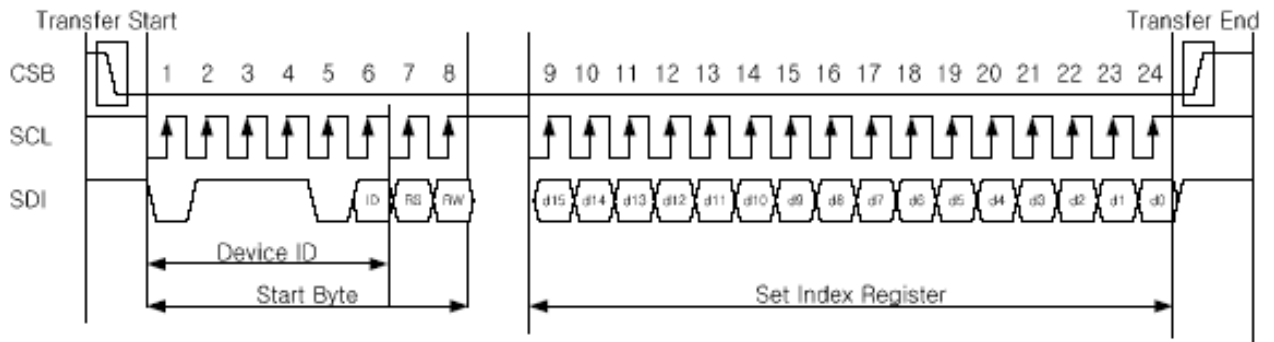 Transfer Start Transfer End
CSB 1 2 3 4 5 6 7 8 9 10 11 12 13 14 15 16 17 18 19 20 21 22 23 24
SCL
SDI ID RS RW d15 d14 d13 d12 d11 d10 d9 d8 d7 d6 d5 d4 d3 d2 d1 d0
Device ID
Start Byte Set Index Register